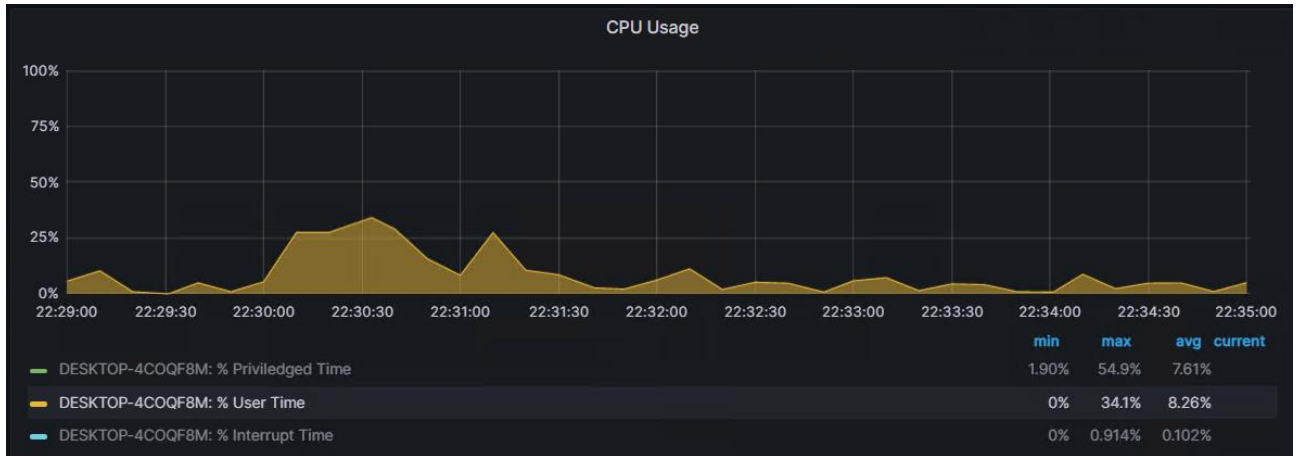 CPU Usage
100%
75%
50%
25%
0%
22:29:00 22:29:30 22:30:00 22:30:30 22:31:00 22:31:30 22:32:00 22:32:30 22:33:00 22:33:30 22:34:00 22:34:30 22:35:00
min max avg current
DESKTOP-4COQF8M: % Priviledged Time 1.90% 54.9% 7.61%
DESKTOP-4COQF8M: % User Time 0% 34.1% 8.26%
DESKTOP-4COQF8M: % Interrupt Time 0% 0.914% 0.102%